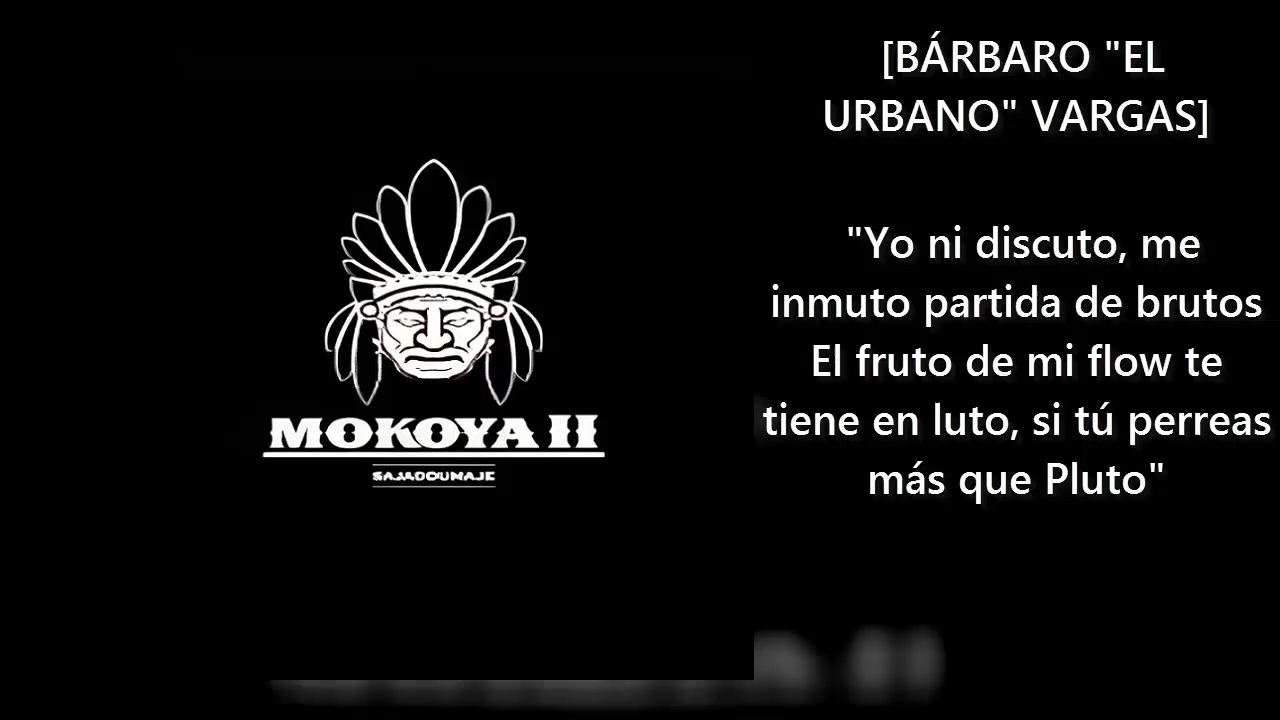 [BÁRBARO "EL
URBANO" VARGAS]
"Yo ni discuto, me
inmuto partida de brutos
El fruto de mi flow te
tiene en luto, si tú perreas
más que Pluto"
MOKOYA II